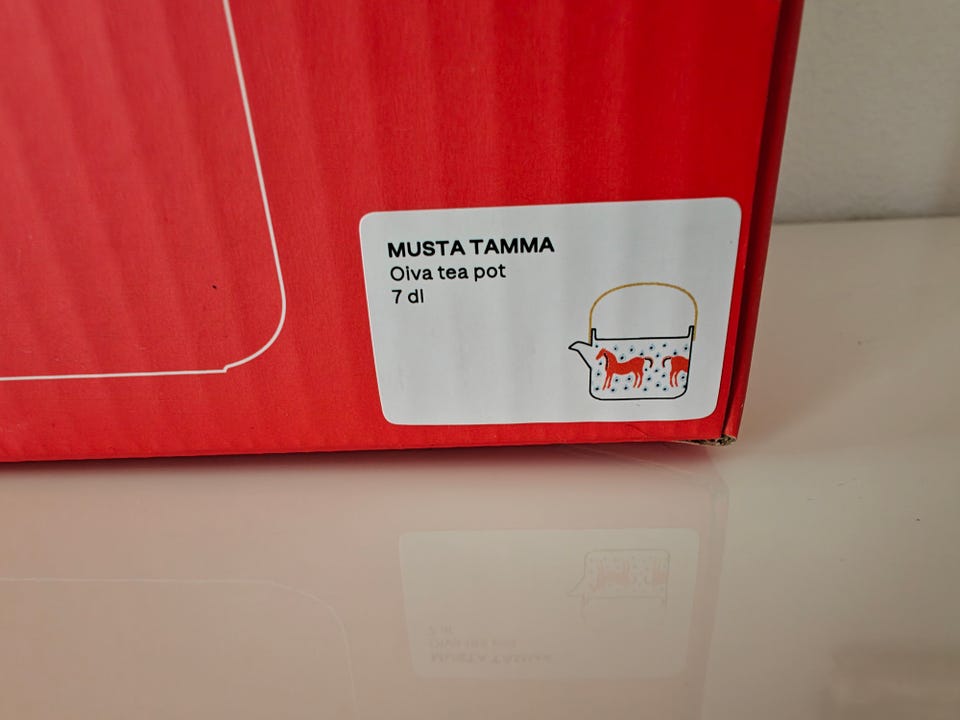 MUSTA TAMMA
Oiva tea pot
7 dl